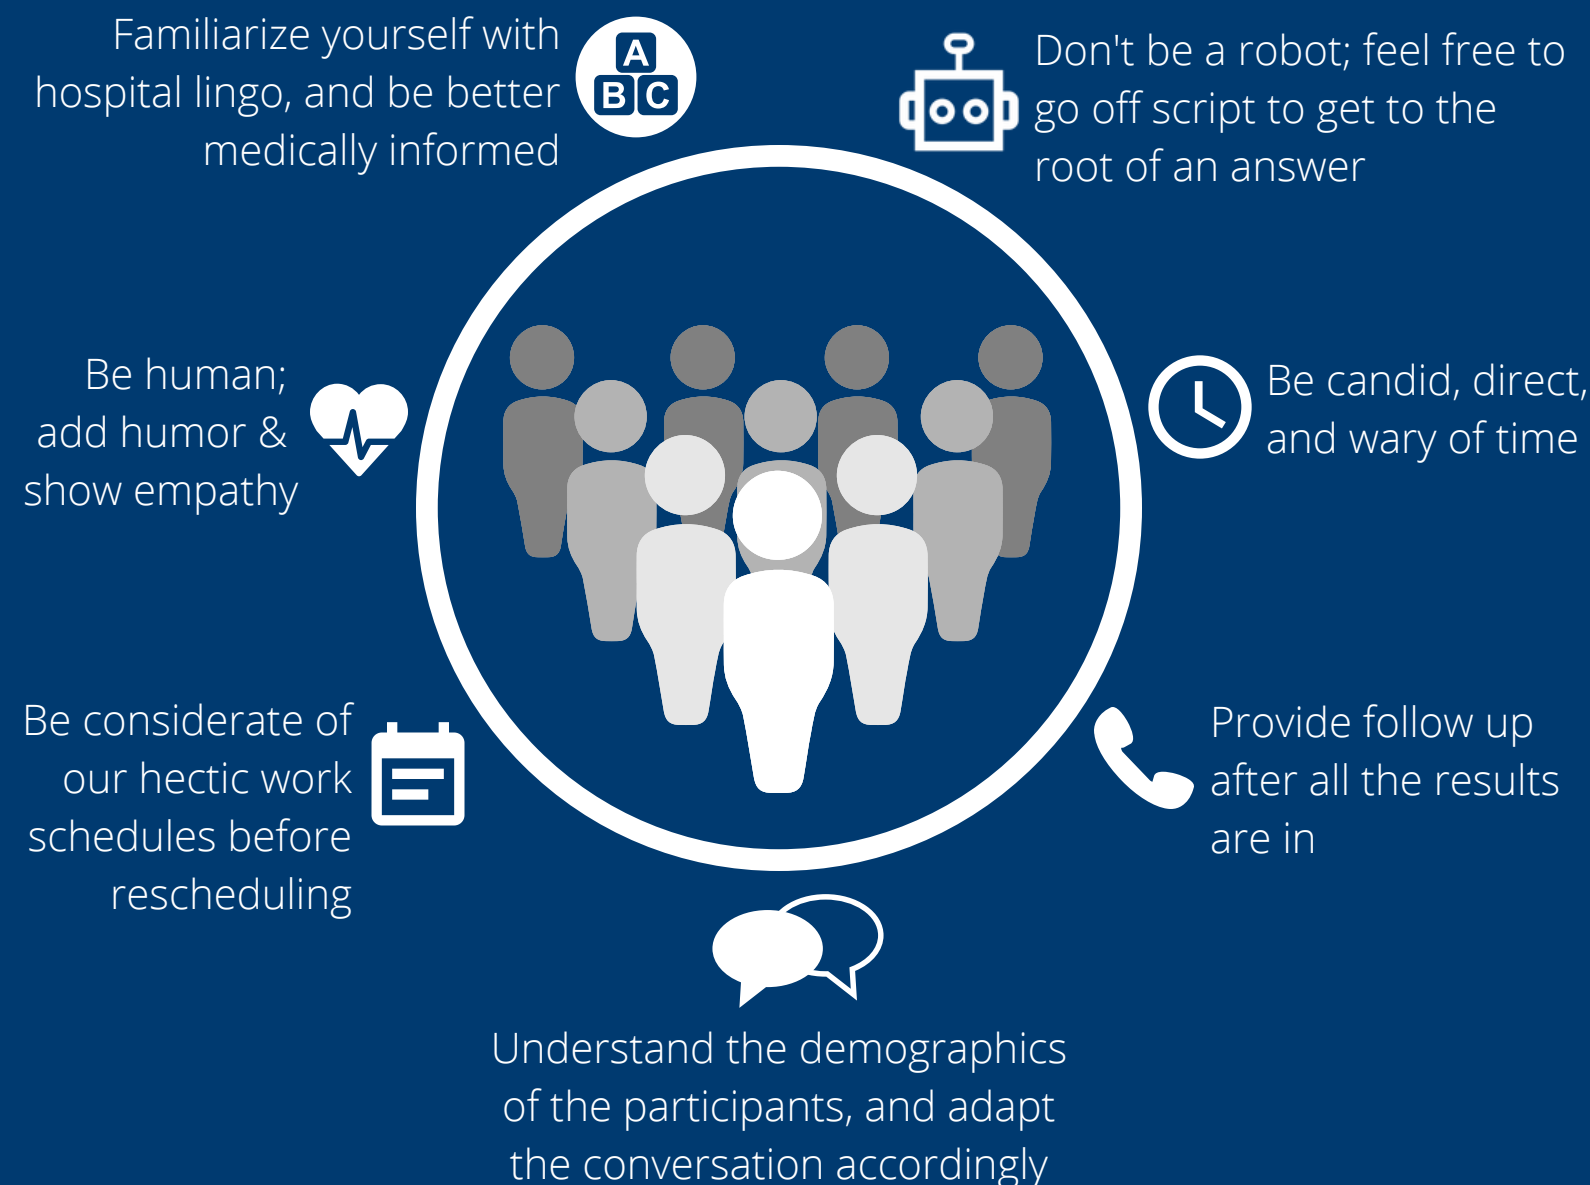 Familiarize yourself with
hospital lingo, and be better
medically informed
A
B C
Don't be a robot; feel free to
go off script to get to the
root of an answer
Be human;
add humor &
show empathy
Be candid, direct,
and wary of time
Be considerate of
our hectic work
schedules before
rescheduling
Provide follow up
after all the results
are in
Understand the demographics
of the participants, and adapt
the conversation accordingly